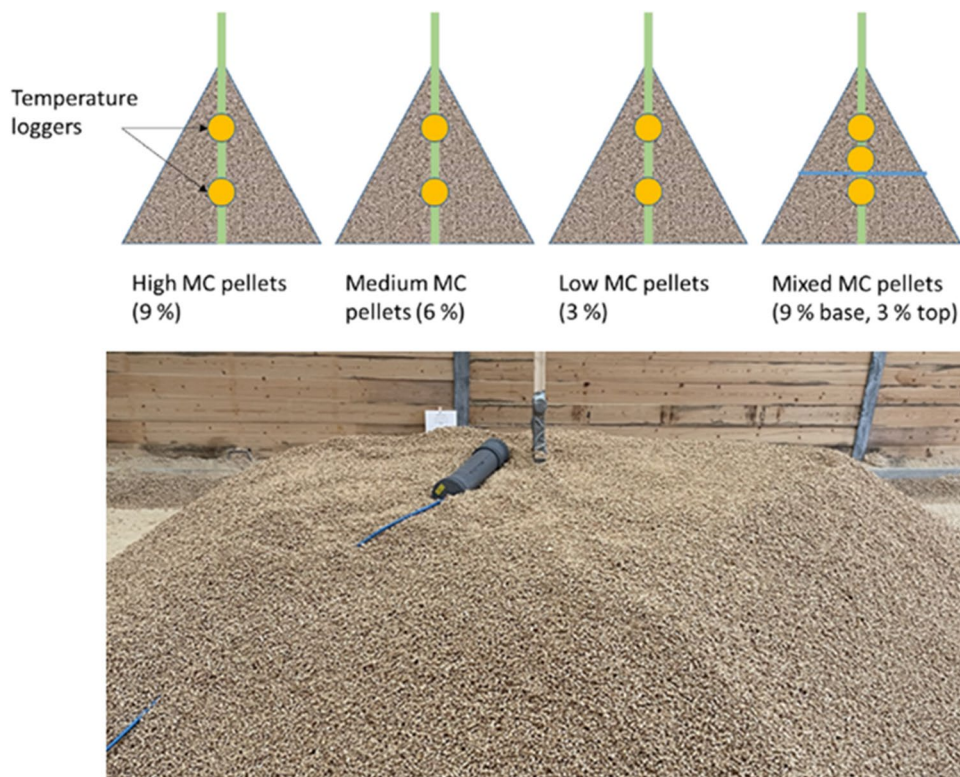 Temperature
loggers
High MC pellets
(9 %)
Medium MC
pellets (6 %)
Low MC pellets
(3 %)
Mixed MC pellets
(9 % base, 3 % top)